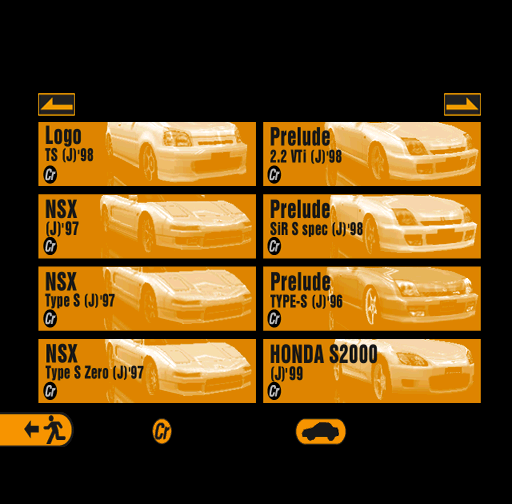 Logo
TS (J)'98
Cr
Prelude
2.2 VTi (J)'98
Cr
NSX
(J)'97
Cr
Prelude
SiR S spec (J)'98
Cr
NSX
Type S (J)'97
Cr
Prelude
TYPE-S (J)'96
Cr
NSX
Type S Zero (J)'97
Cr
HONDA S2000
(J)'99
Cr
Cr